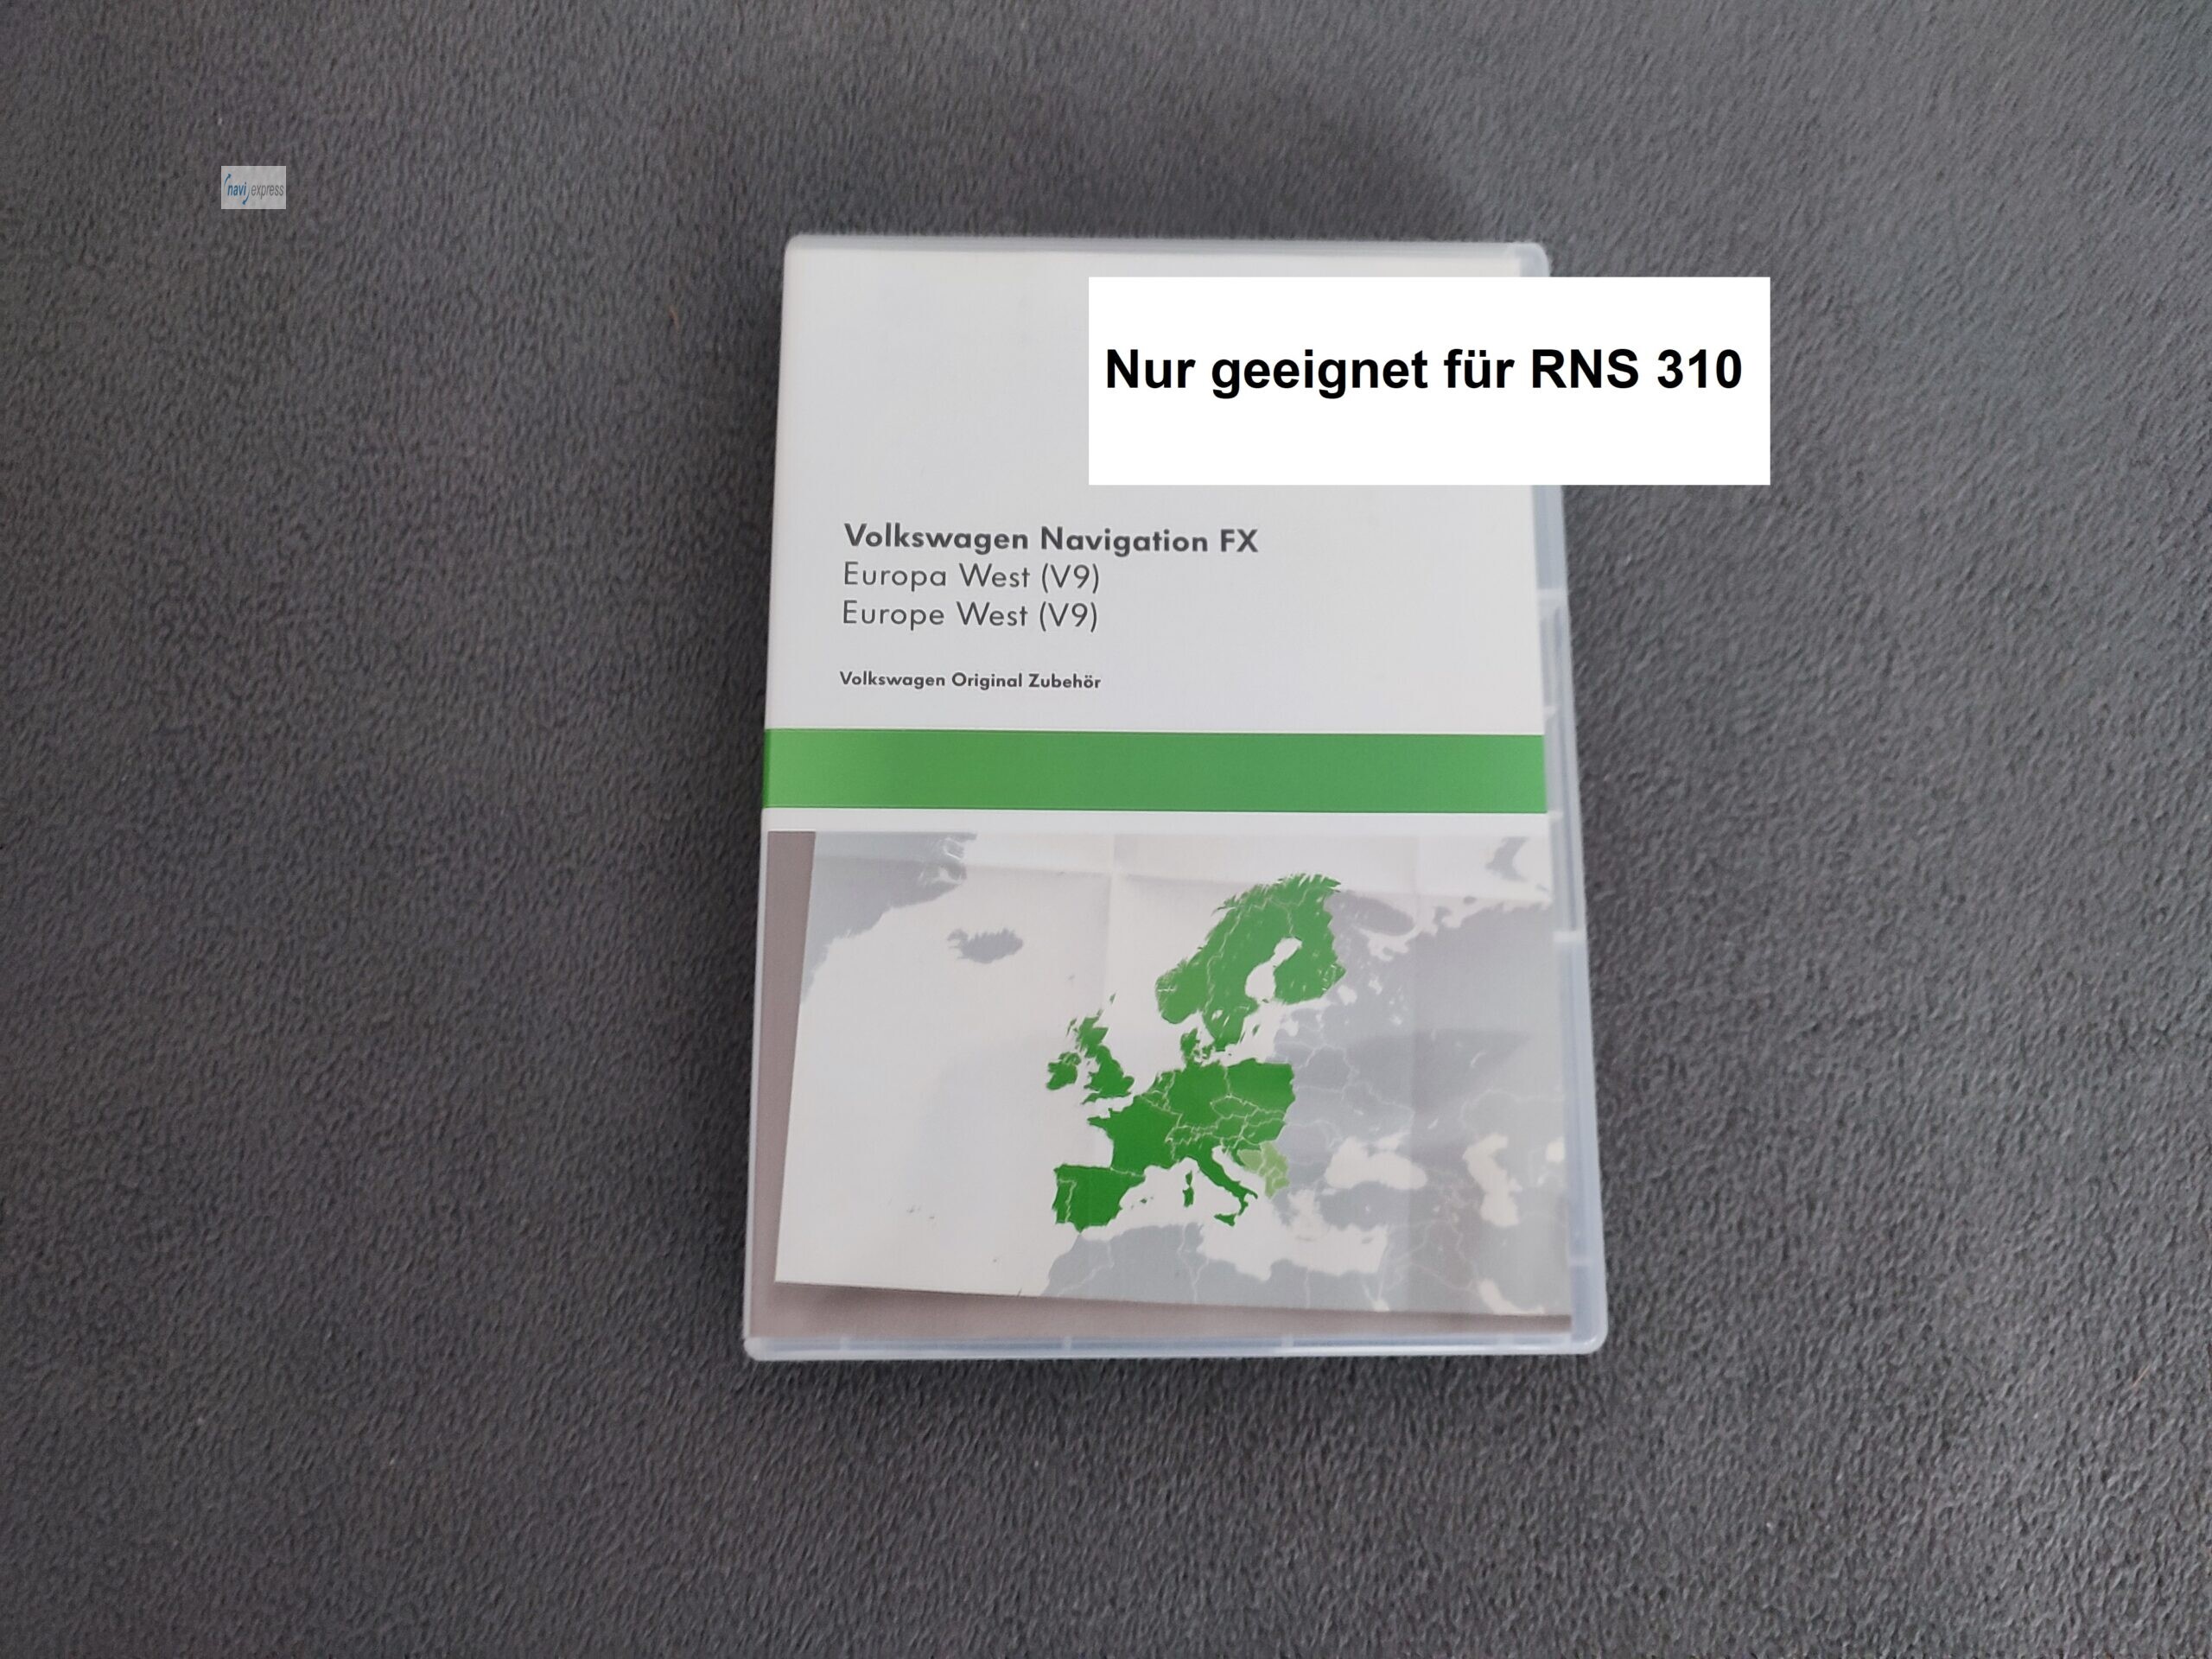 navi express
Nur geeignet für RNS 310
Volkswagen Navigation FX
Europa West (V9)
Europe West (V9)
Volkswagen Original Zubehör